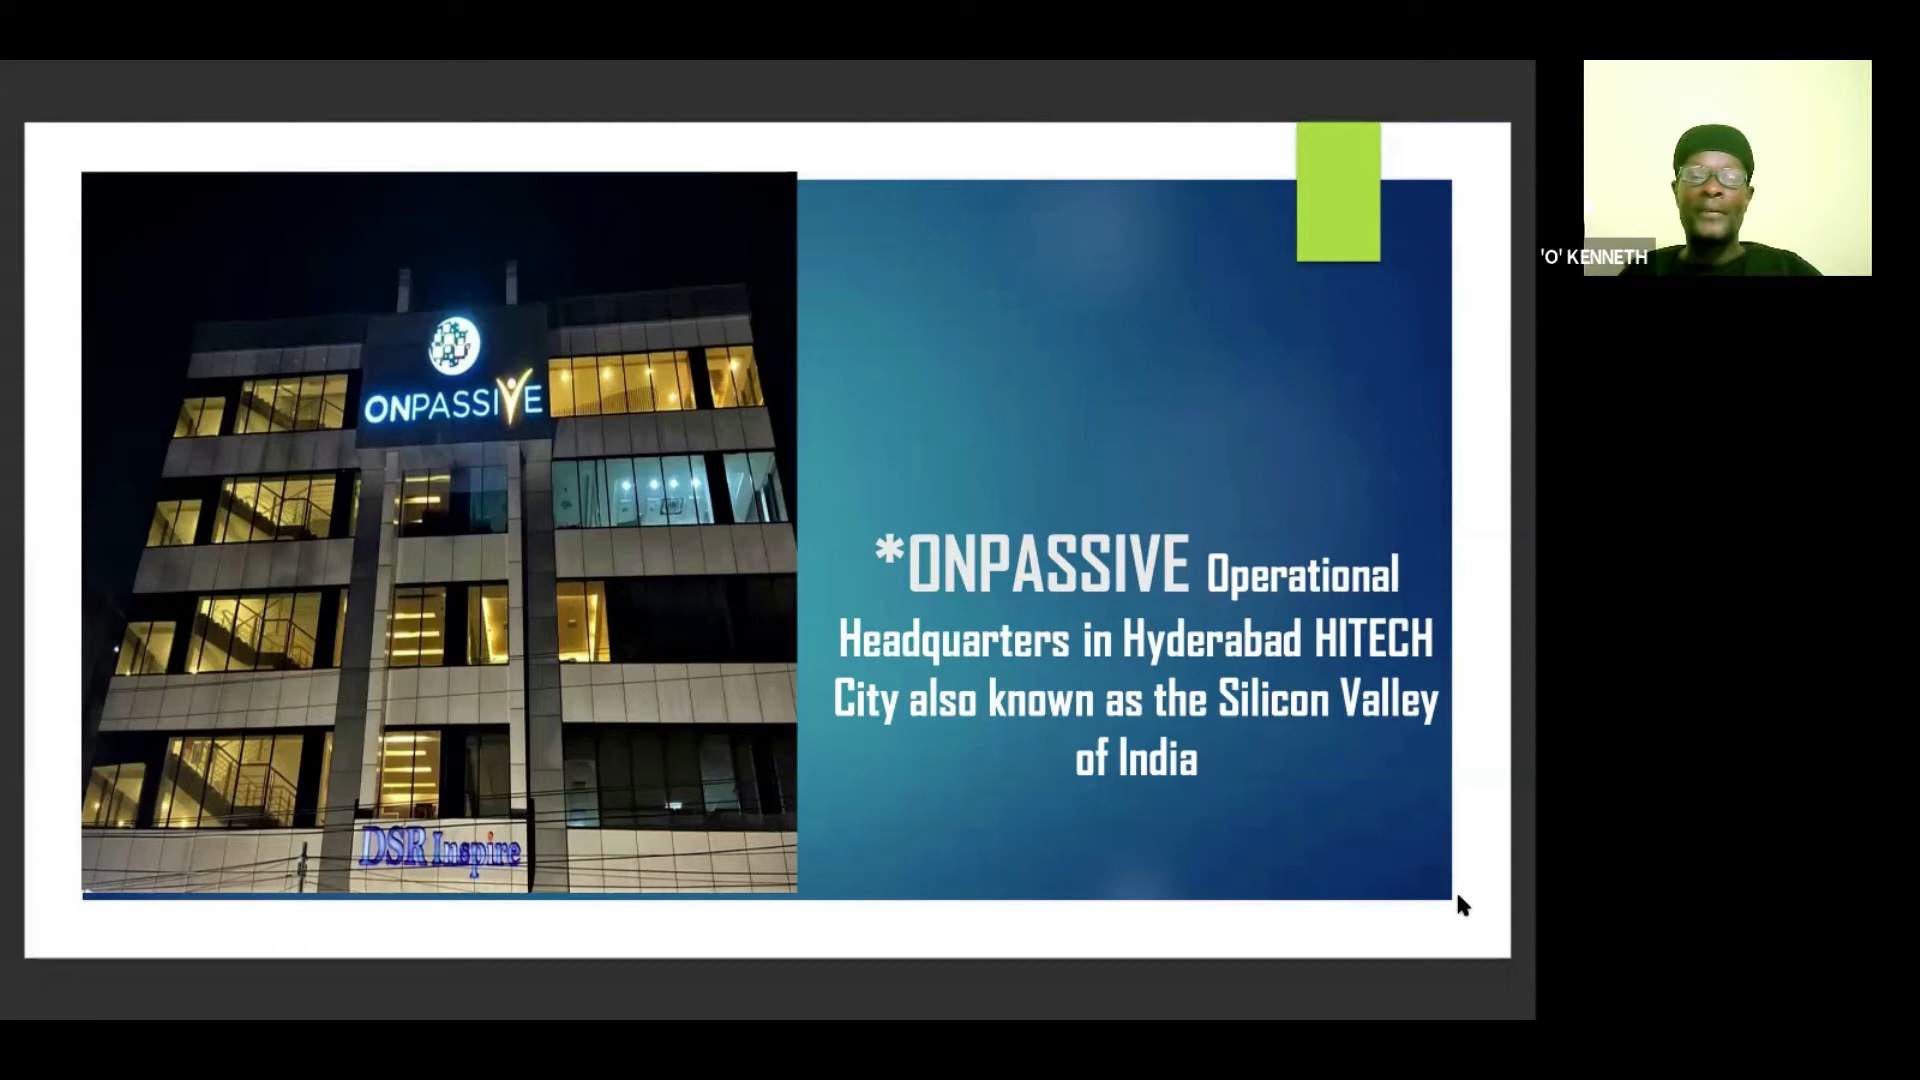 ONPASSIVE
DSR Inspire
*ONPASSIVE Operational
Headquarters in Hyderabad HITECH
City also known as the Silicon Valley
of India
'O' KENNETH